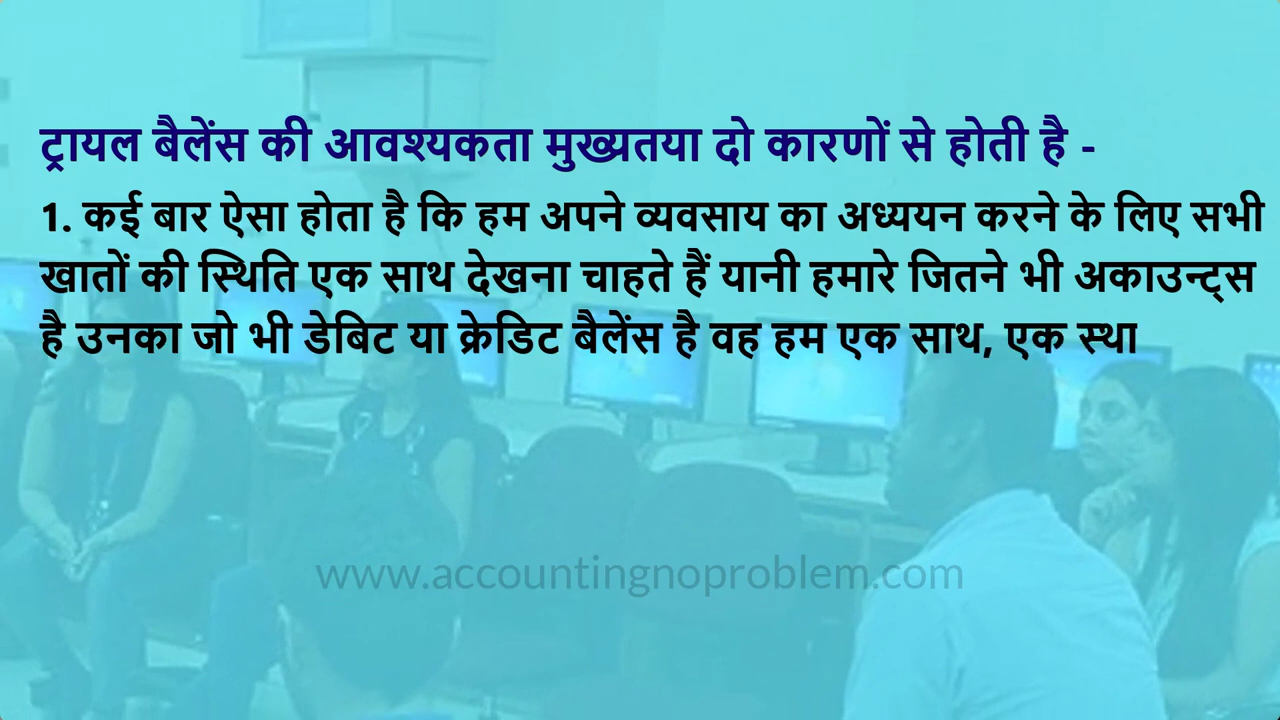 ट्रायल बैलेंस की आवश्यकता मुख्यतया दो कारणों से होती है -
1. कई बार ऐसा होता है कि हम अपने व्यवसाय का अध्ययन करने के लिए सभी
खातों की स्थिति एक साथ देखना चाहते हैं यानी हमारे जितने भी अकाउन्ट्स
है उनका जो भी डेबिट या क्रेडिट बैलेंस है वह हम एक साथ, एक स्था
www.accountingnoproblem.com